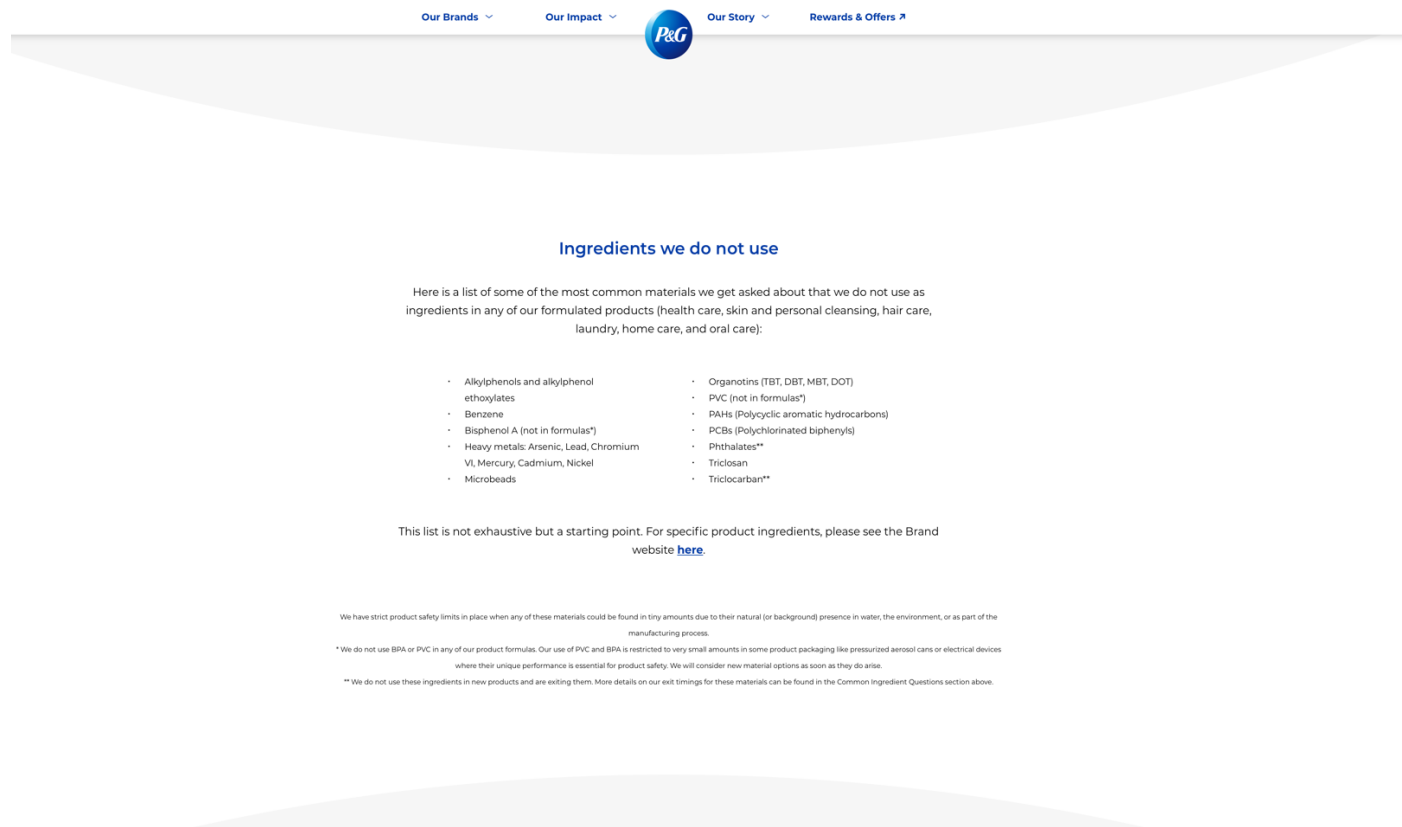 Our Brands
Our Impact
P&G
Our Story
Rewards & Offers ↗
Ingredients we do not use
Here is a list of some of the most common materials we get asked about that we do not use as
ingredients in any of our formulated products (health care, skin and personal cleansing, hair care,
laundry, home care, and oral care):
· Alkylphenols and alkylphenol
ethoxylates
· Benzene
· Bisphenol A (not in formulas*)
· Heavy metals: Arsenic, Lead, Chromium
VI, Mercury, Cadmium, Nickel
· Microbeads
· Organotins (TBT, DBT, MBT, DOT)
· PVC (not in formulas*)
· PAHs (Polycyclic aromatic hydrocarbons)
· PCBs (Polychlorinated biphenyls)
· Phthalates**
· Triclosan
· Triclocarban**
This list is not exhaustive but a starting point. For specific product ingredients, please see the Brand
website here.
We have strict product safety limits in place when any of these materials could be found in tiny amounts due to their natural (or background) presence in water, the environment, or as part of the
manufacturing process.
* We do not use BPA or PVC in any of our product formulas. Our use of PVC and BPA is restricted to very small amounts in some product packaging like pressurized aerosol cans or electrical devices
where their unique performance is essential for product safety. We will consider new material options as soon as they do arise.
** We do not use these ingredients in new products and are exiting them. More details on our exit timings for these materials can be found in the Common Ingredient Questions section above.